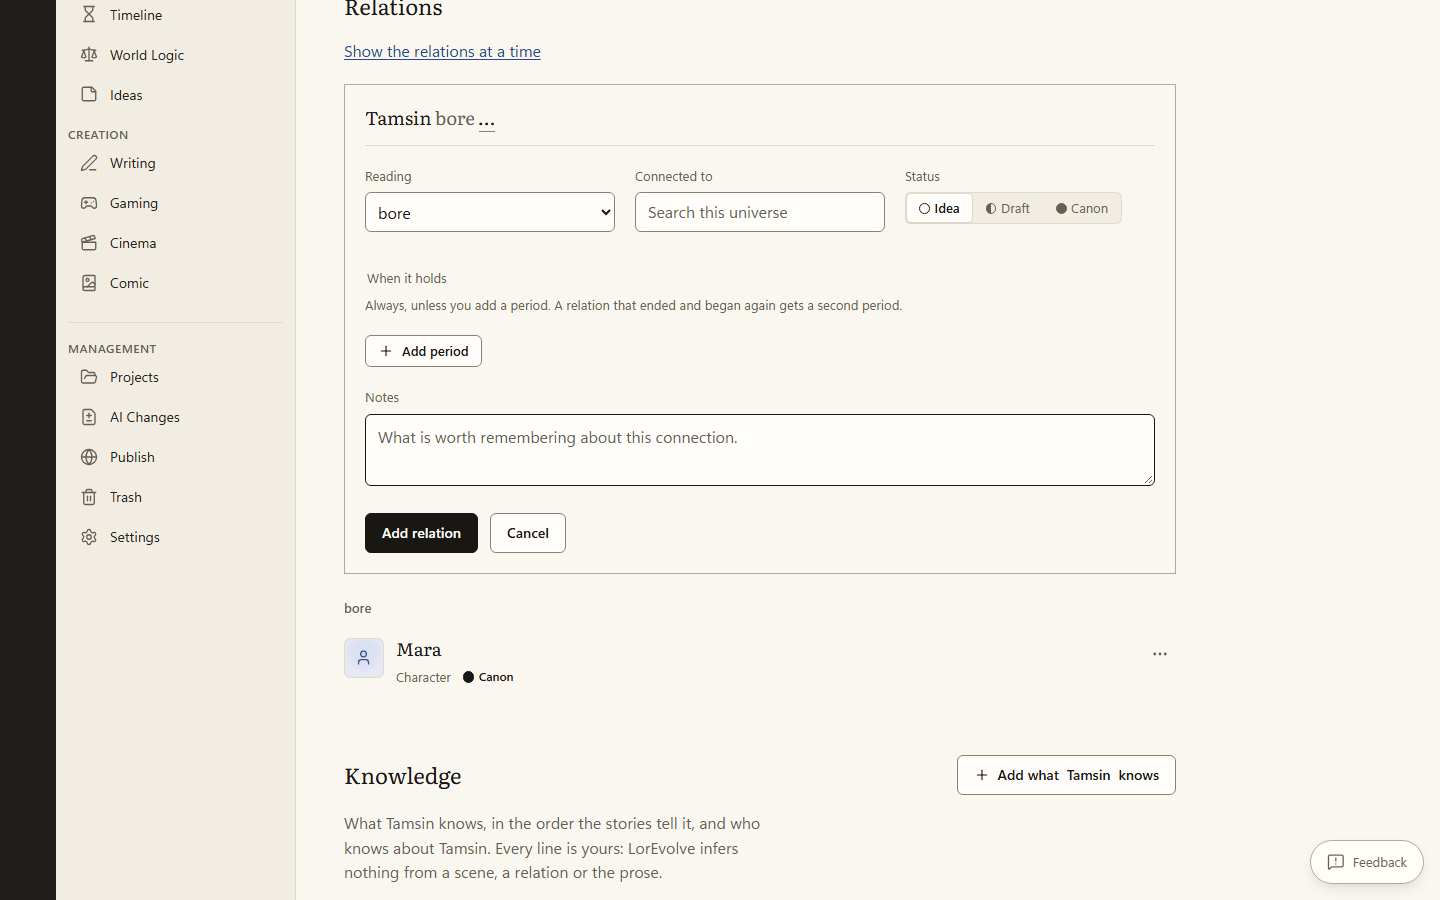 Timeline
World Logic
Ideas
CREATION
Writing
Gaming
Cinema
Comic
MANAGEMENT
Projects
AI Changes
Publish
Trash
Settings
Relations
Show the relations at a time
Tamsin bore ...
Reading
Connected to
Status
bore
Search this universe
Idea
Draft
Canon
When it holds
Always, unless you add a period. A relation that ended and began again gets a second period.
Add period
Notes
What is worth remembering about this connection.
Add relation
Cancel
bore
Mara
Character
Canon
Knowledge
Add what Tamsin knows
What Tamsin knows, in the order the stories tell it, and who
knows about Tamsin. Every line is yours: LorEvolve infers
nothing from a scene, a relation or the prose.
Feedback